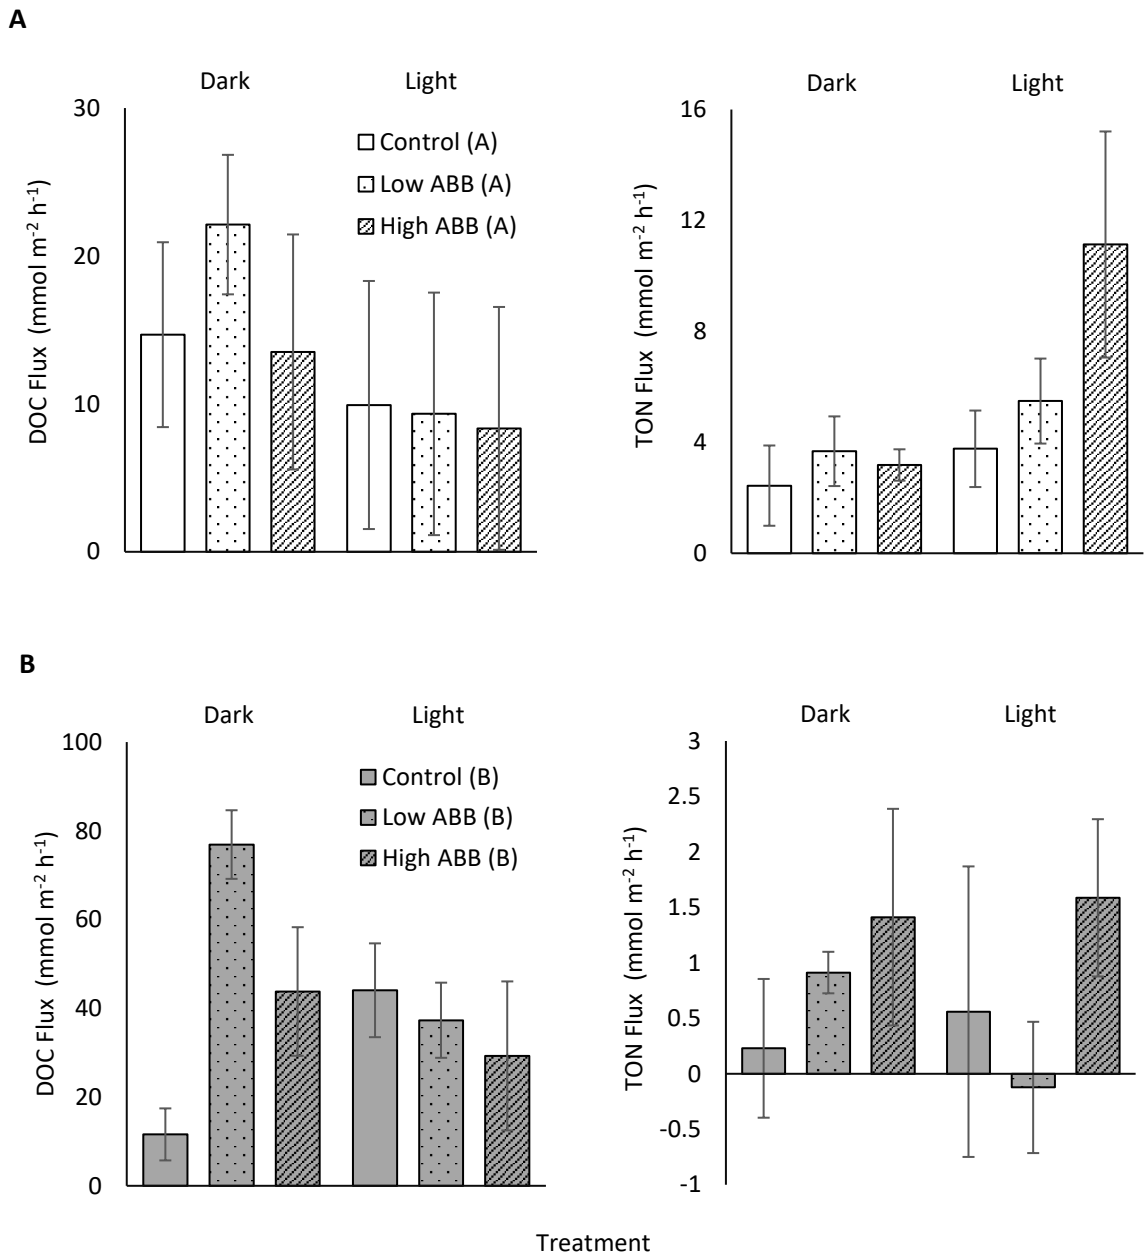 A
Dark Light
30
20
10
0
DOC Flux (mmol m⁻² h⁻¹)
Control (A)
Low ABB (A)
High ABB (A)
Dark Light
16
12
8
4
0
TON Flux (mmol m⁻² h⁻¹)
B
Dark Light
100
80
60
40
20
0
DOC Flux (mmol m⁻² h⁻¹)
Control (B)
Low ABB (B)
High ABB (B)
Dark Light
3
2.5
2
1.5
1
0.5
0
-0.5
-1
TON Flux (mmol m⁻² h⁻¹)
Treatment